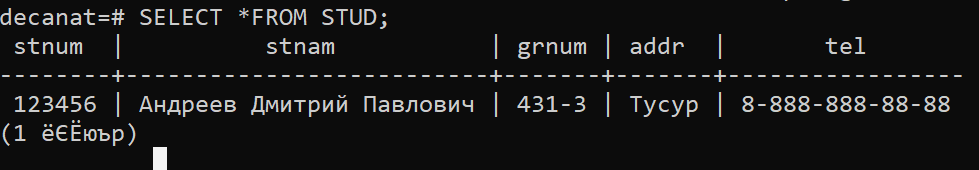 decanat=# SELECT *FROM STUD;
 stnum  |           stnam           | grnum | addr  |       tel
--------+---------------------------+-------+-------+-----------------
 123456 | Андреев Дмитрий Павлович | 431-3 | Тусур | 8-888-888-88-88
(1 ёЄЁюър)